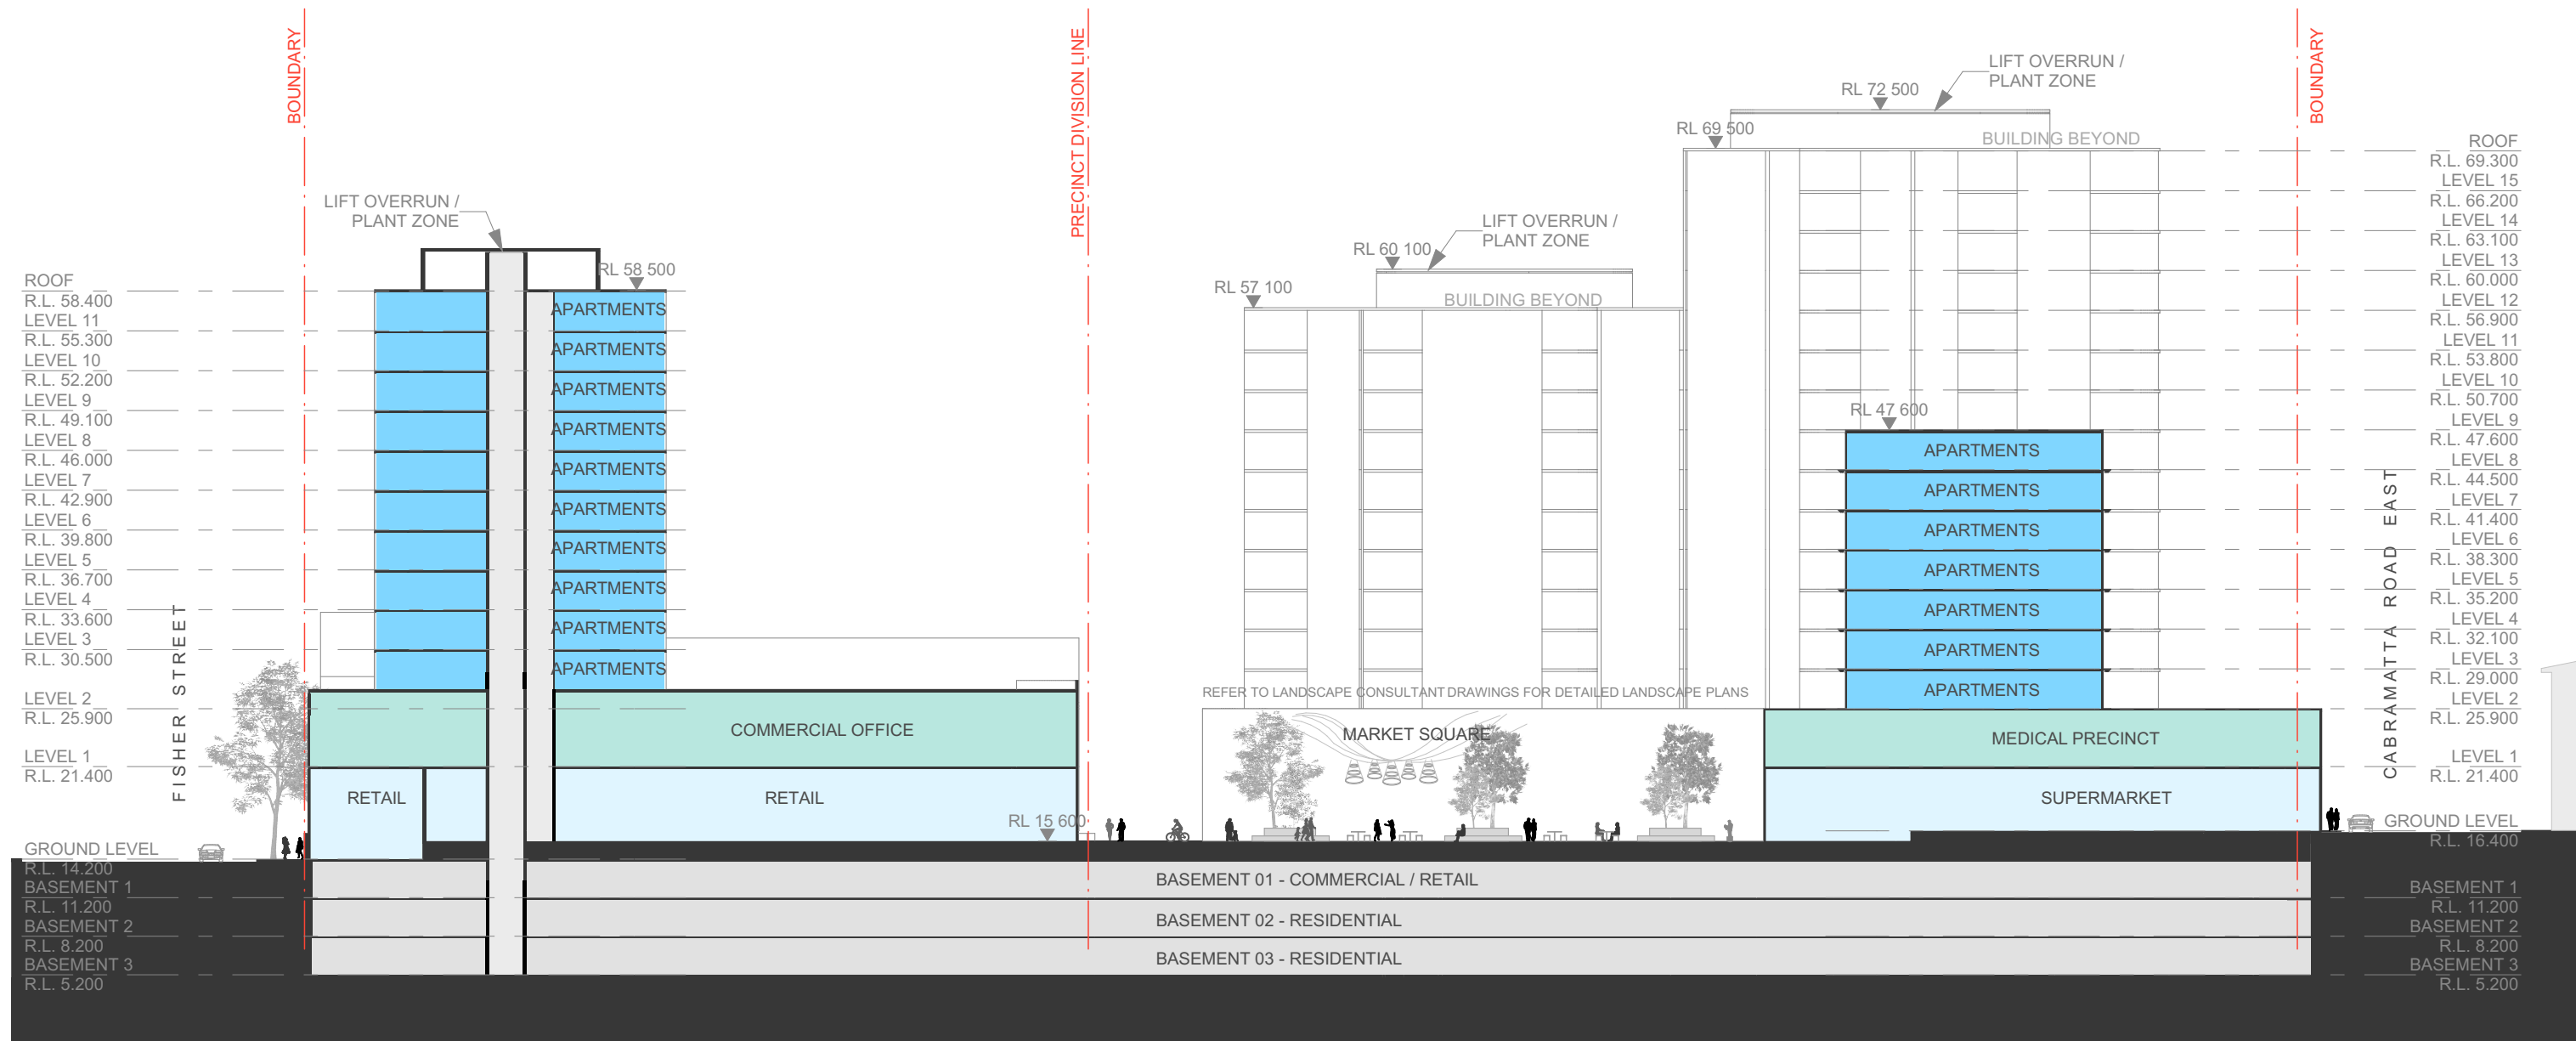 BOUNDARY
PRECINCT DIVISION LINE
BOUNDARY
LIFT OVERRUN /
PLANT ZONE
RL 72 500
RL 69 500
BUILDING BEYOND
LIFT OVERRUN /
PLANT ZONE
RL 58 500
LIFT OVERRUN /
PLANT ZONE
RL 60 100
RL 57 100
BUILDING BEYOND
RL 47 600
ROOF
R.L. 58.400
LEVEL 11
R.L. 55.300
LEVEL 10
R.L. 52.200
LEVEL 9
R.L. 49.100
LEVEL 8
R.L. 46.000
LEVEL 7
R.L. 42.900
LEVEL 6
R.L. 39.800
LEVEL 5
R.L. 36.700
LEVEL 4
R.L. 33.600
LEVEL 3
R.L. 30.500
LEVEL 2
R.L. 25.900
LEVEL 1
R.L. 21.400
GROUND LEVEL
R.L. 14.200
BASEMENT 1
R.L. 11.200
BASEMENT 2
R.L. 8.200
BASEMENT 3
R.L. 5.200
FISHER STREET
APARTMENTS
APARTMENTS
APARTMENTS
APARTMENTS
APARTMENTS
APARTMENTS
APARTMENTS
APARTMENTS
APARTMENTS
APARTMENTS
COMMERCIAL OFFICE
RETAIL
RETAIL
RL 15 600
REFER TO LANDSCAPE CONSULTANT DRAWINGS FOR DETAILED LANDSCAPE PLANS
MARKET SQUARE
APARTMENTS
APARTMENTS
APARTMENTS
APARTMENTS
APARTMENTS
APARTMENTS
APARTMENTS
MEDICAL PRECINCT
SUPERMARKET
BASEMENT 01 - COMMERCIAL / RETAIL
BASEMENT 02 - RESIDENTIAL
BASEMENT 03 - RESIDENTIAL
CABRAMATTA ROAD EAST
ROOF
R.L. 69.300
LEVEL 15
R.L. 66.200
LEVEL 14
R.L. 63.100
LEVEL 13
R.L. 60.000
LEVEL 12
R.L. 56.900
LEVEL 11
R.L. 53.800
LEVEL 10
R.L. 50.700
LEVEL 9
R.L. 47.600
LEVEL 8
R.L. 44.500
LEVEL 7
R.L. 41.400
LEVEL 6
R.L. 38.300
LEVEL 5
R.L. 35.200
LEVEL 4
R.L. 32.100
LEVEL 3
R.L. 29.000
LEVEL 2
R.L. 25.900
LEVEL 1
R.L. 21.400
GROUND LEVEL
R.L. 16.400
BASEMENT 1
R.L. 11.200
BASEMENT 2
R.L. 8.200
BASEMENT 3
R.L. 5.200